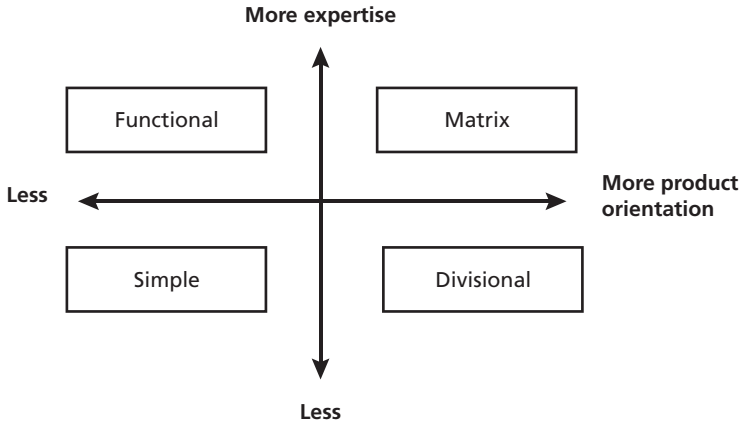 More expertise
Functional
Matrix
Less
More product
orientation
Simple
Divisional
Less